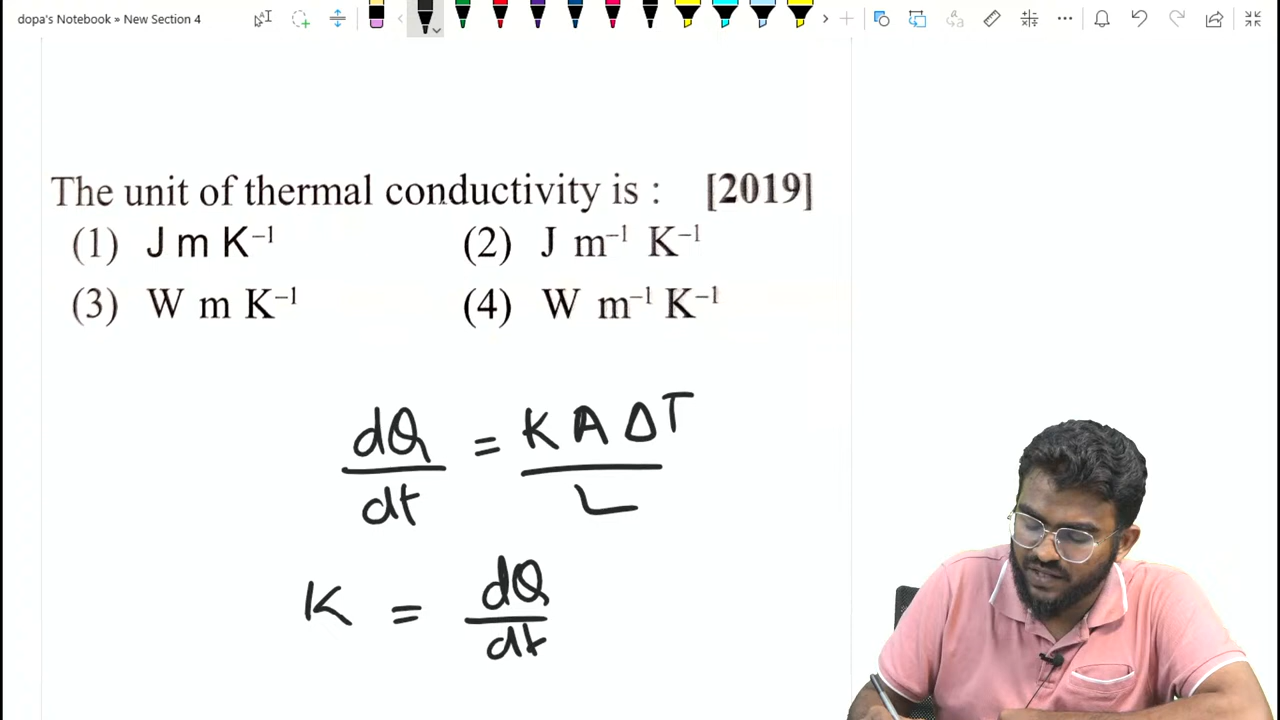 dopa's Notebook » New Section 4
The unit of thermal conductivity is : [2019]
(1) J m K⁻¹ (2) J m⁻¹ K⁻¹
(3) W m K⁻¹ (4) W m⁻¹ K⁻¹
dQ/dt = K A ΔT/L
K = dQ/dt